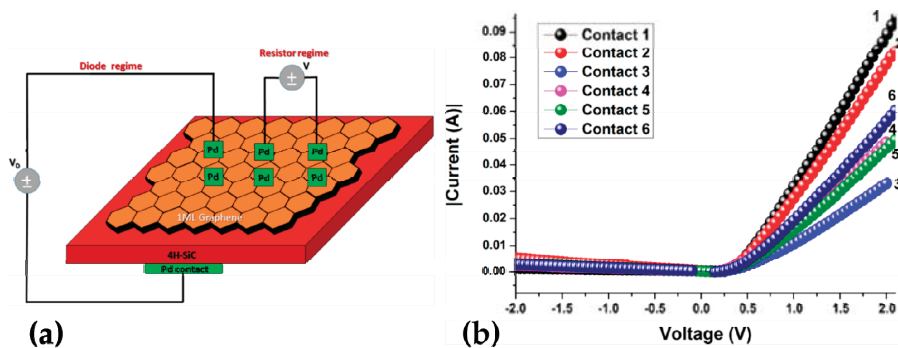 Diode regime
Resistor regime
V
±
V_D
±
Pd Pd Pd
Pd Pd Pd
1ML Graphene
4H-SiC
Pd contact
(a)
|Current (A)|
0.09
0.08
0.07
0.06
0.05
0.04
0.03
0.02
0.01
0.00
Contact 1
Contact 2
Contact 3
Contact 4
Contact 5
Contact 6
1
6
4
5
3
-2.0 -1.5 -1.0 -0.5 0.0 0.5 1.0 1.5 2.0
Voltage (V)
(b)